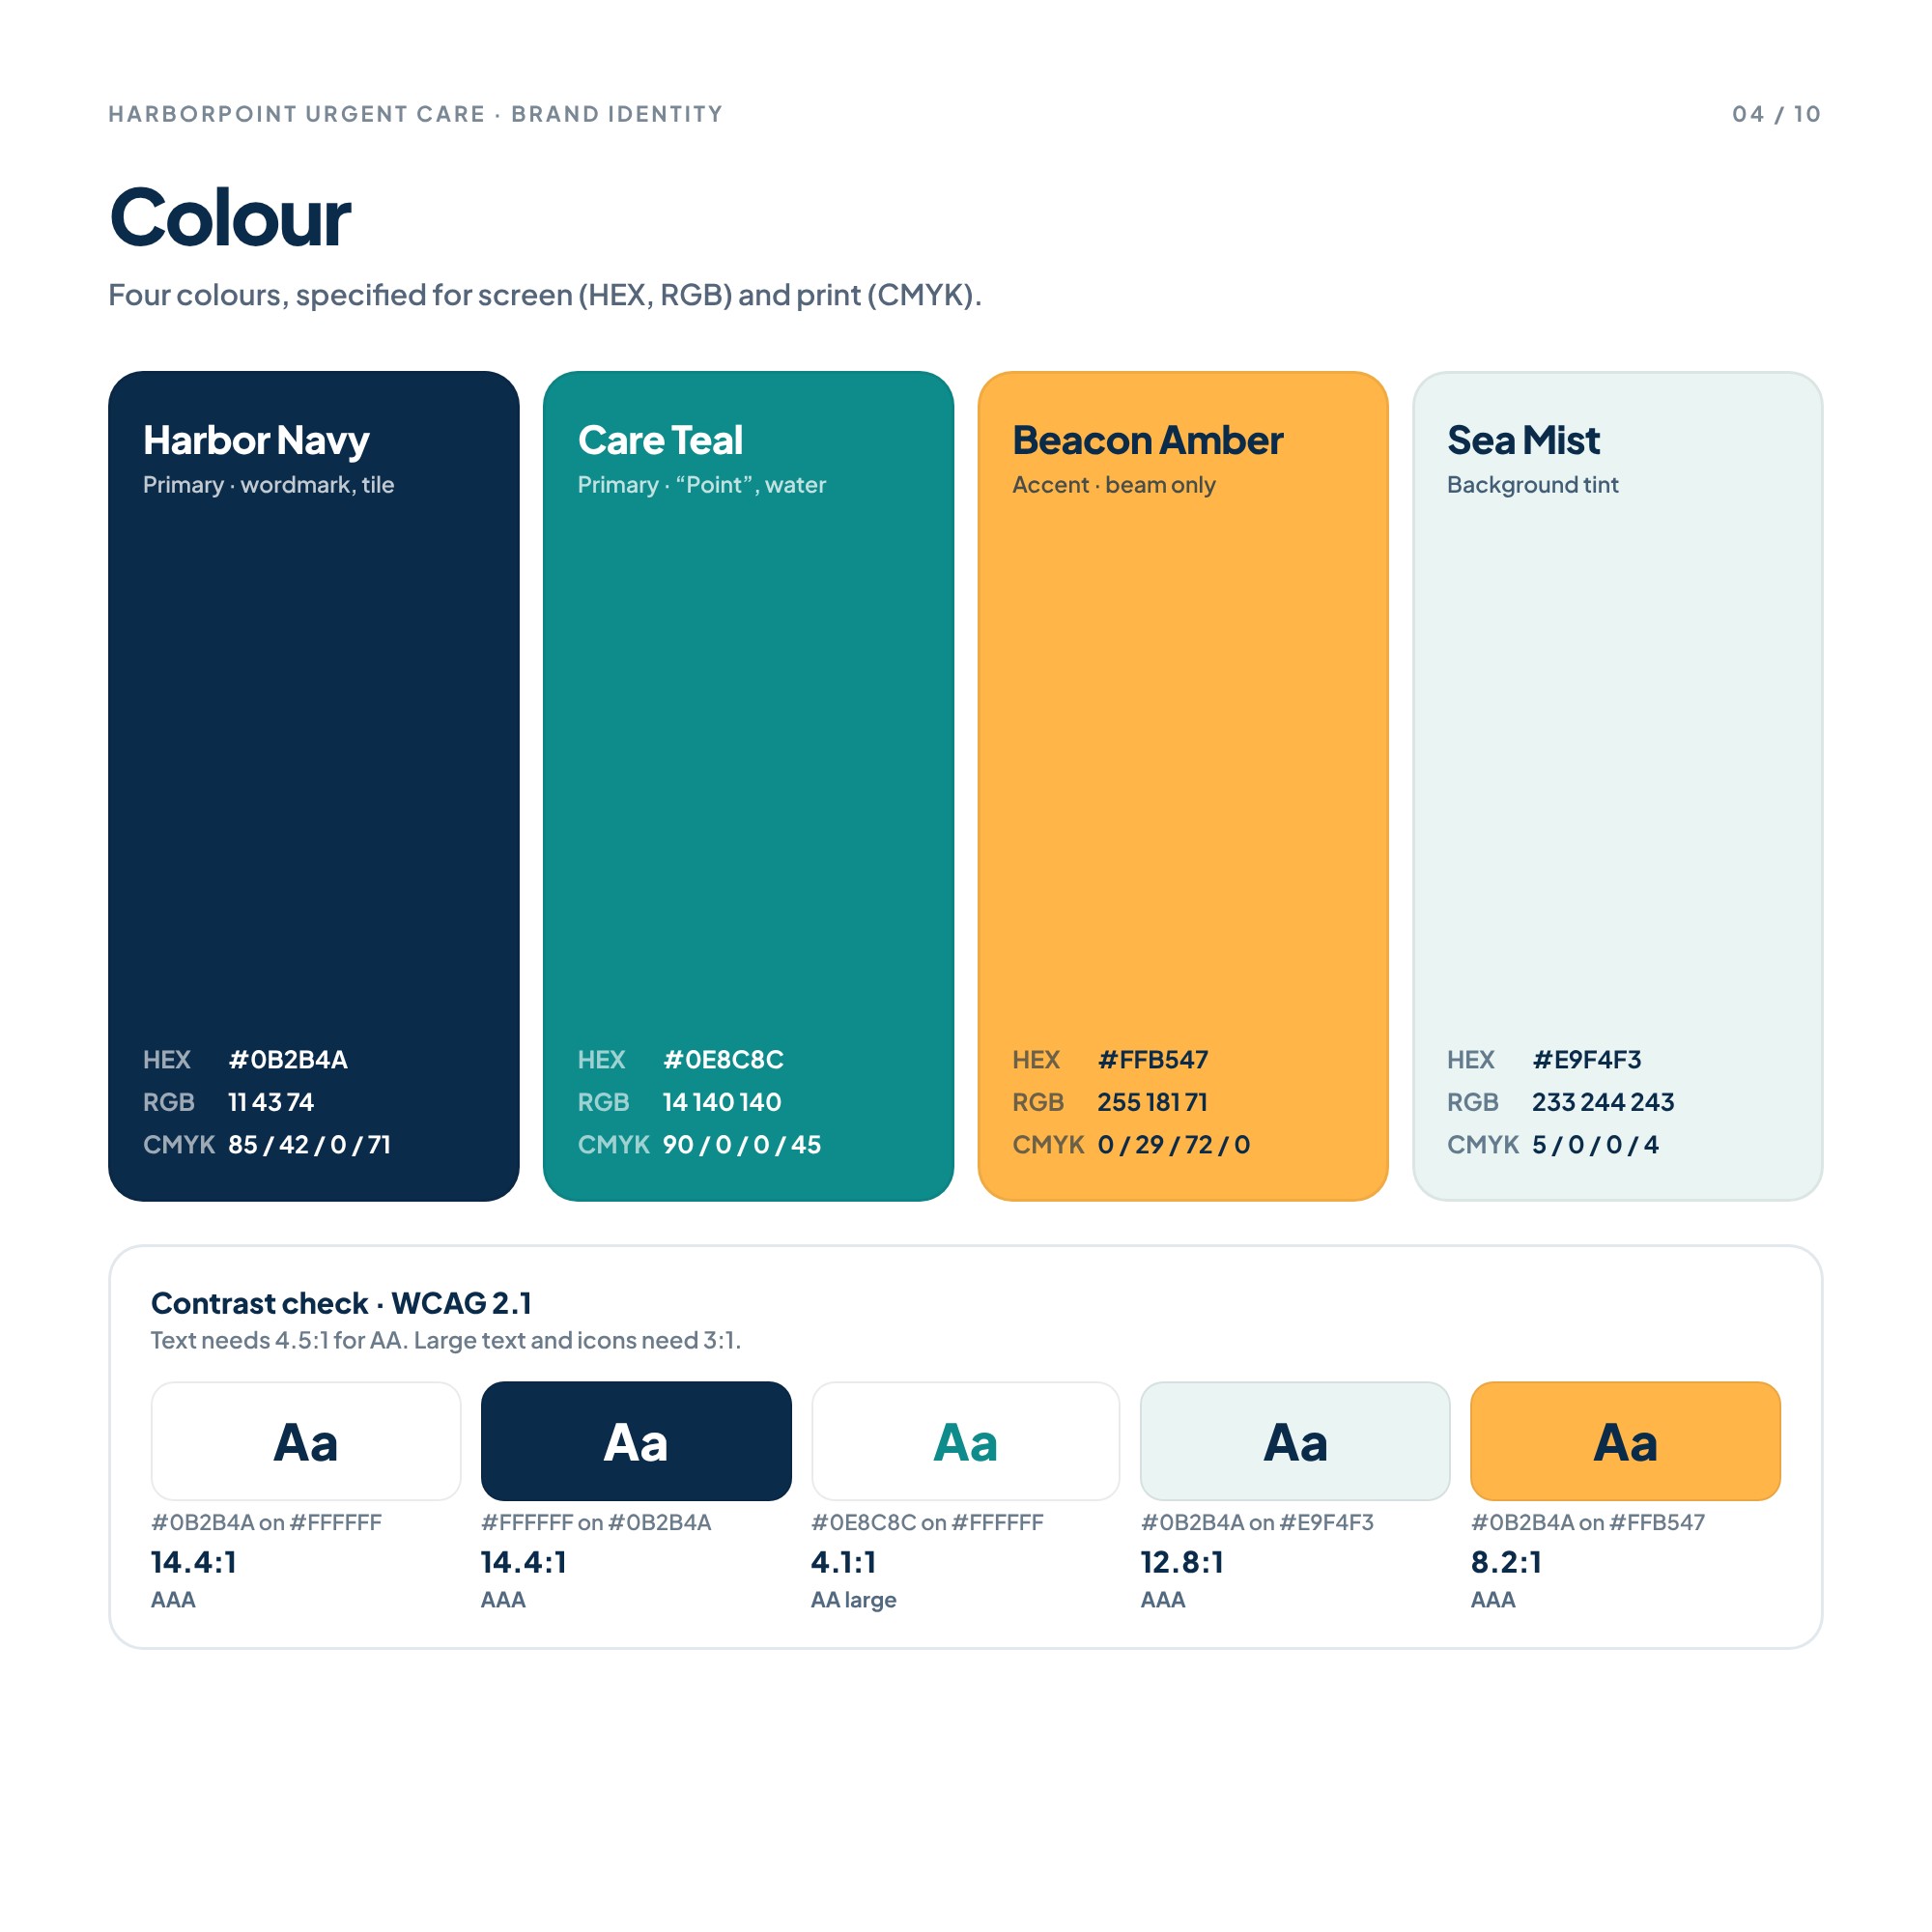 HARBORPOINT URGENT CARE · BRAND IDENTITY
04 / 10
Colour
Four colours, specified for screen (HEX, RGB) and print (CMYK).
Harbor Navy
Primary · wordmark, tile
HEX #0B2B4A
RGB 11 43 74
CMYK 85 / 42 / 0 / 71
Care Teal
Primary · “Point”, water
HEX #0E8C8C
RGB 14 140 140
CMYK 90 / 0 / 0 / 45
Beacon Amber
Accent · beam only
HEX #FFB547
RGB 255 181 71
CMYK 0 / 29 / 72 / 0
Sea Mist
Background tint
HEX #E9F4F3
RGB 233 244 243
CMYK 5 / 0 / 0 / 4
Contrast check · WCAG 2.1
Text needs 4.5:1 for AA. Large text and icons need 3:1.
Aa
#0B2B4A on #FFFFFF
14.4:1
AAA
Aa
#FFFFFF on #0B2B4A
14.4:1
AAA
Aa
#0E8C8C on #FFFFFF
4.1:1
AA large
Aa
#0B2B4A on #E9F4F3
12.8:1
AAA
Aa
#0B2B4A on #FFB547
8.2:1
AAA